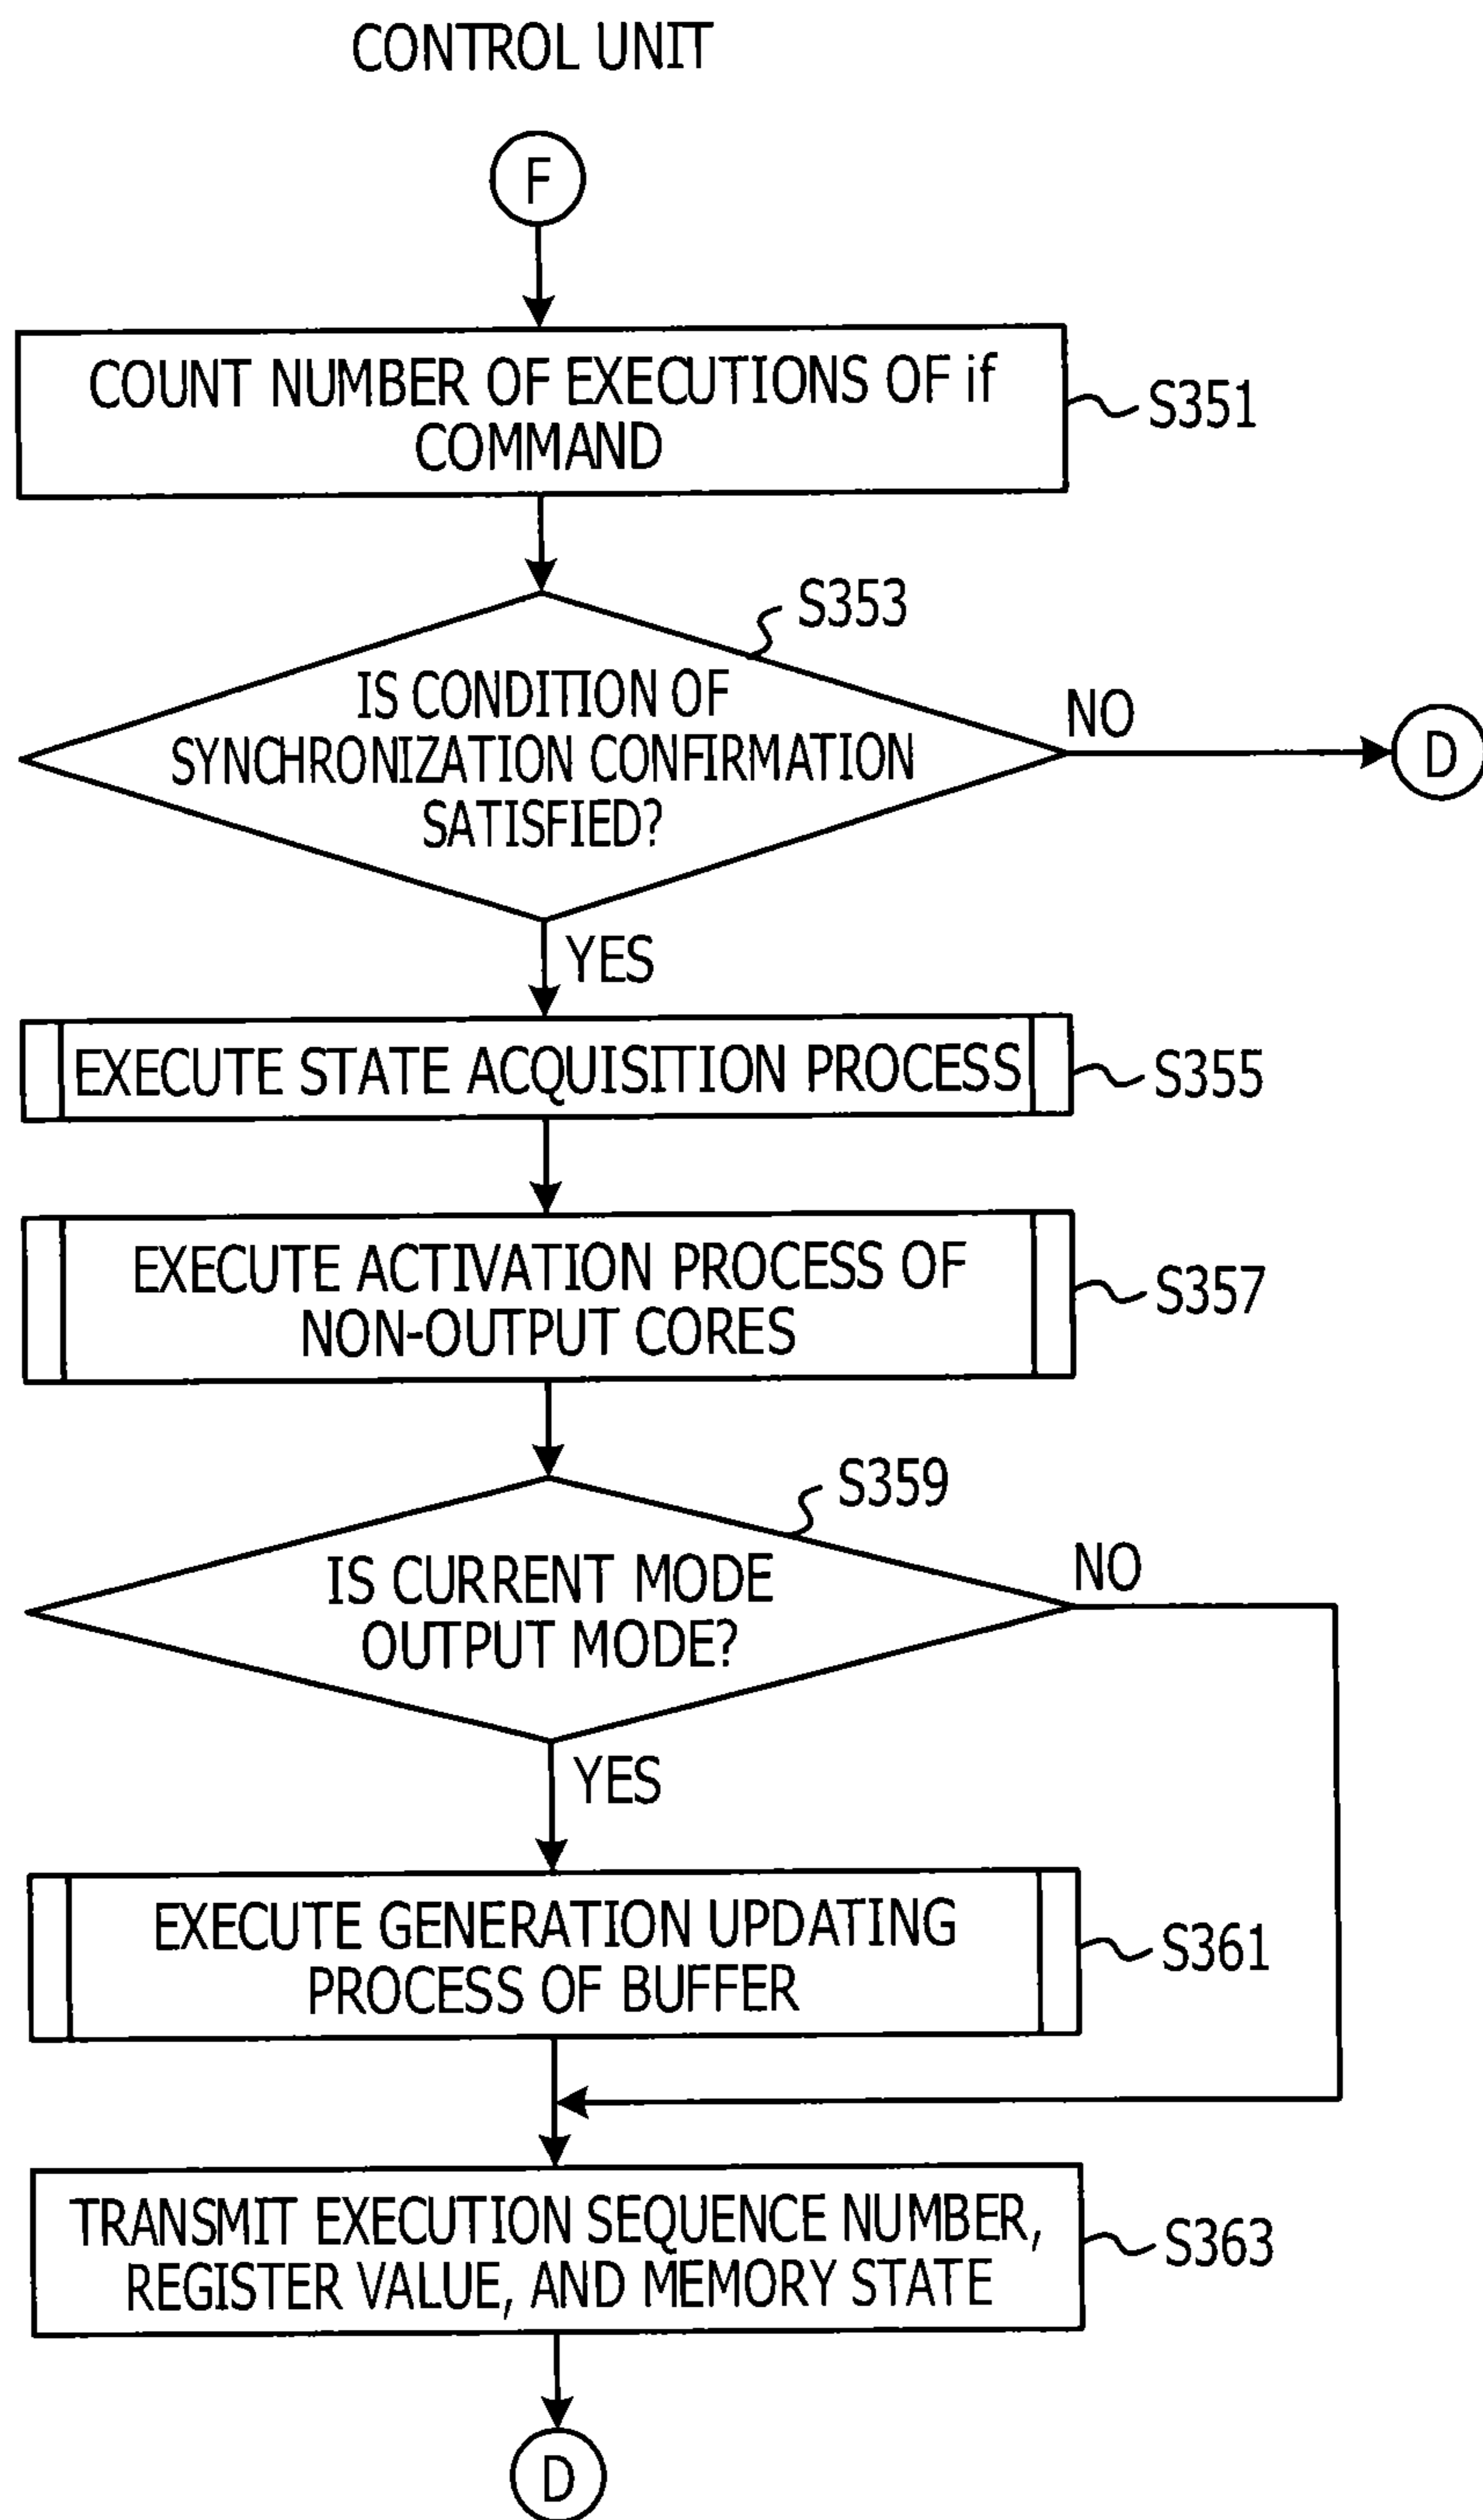 CONTROL UNIT
F
COUNT NUMBER OF EXECUTIONS OF if
COMMAND
S351
S353
IS CONDITION OF
SYNCHRONIZATION CONFIRMATION
SATISFIED?
NO
D
YES
EXECUTE STATE ACQUISITION PROCESS
S355
EXECUTE ACTIVATION PROCESS OF
NON-OUTPUT CORES
S357
S359
IS CURRENT MODE
OUTPUT MODE?
NO
YES
EXECUTE GENERATION UPDATING
PROCESS OF BUFFER
S361
TRANSMIT EXECUTION SEQUENCE NUMBER,
REGISTER VALUE, AND MEMORY STATE
S363
D